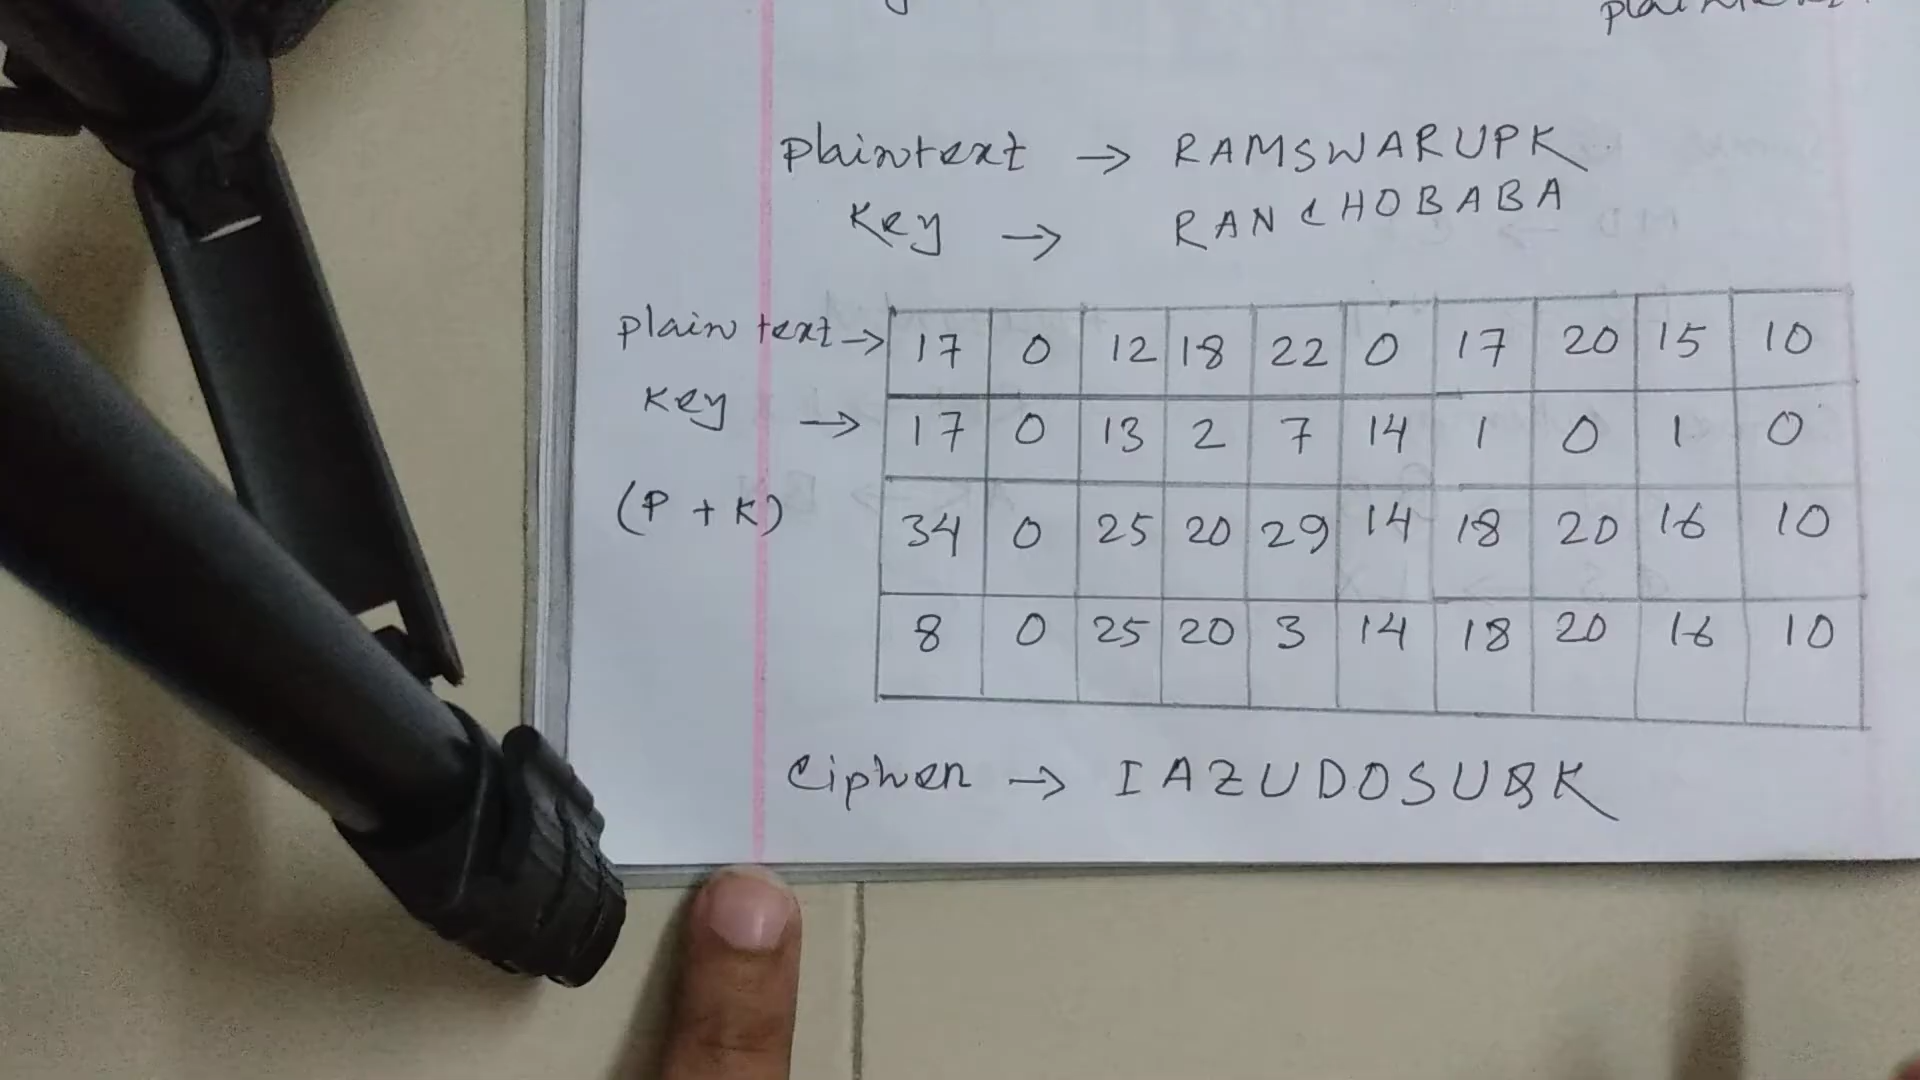 plaintext
Plaintext → RAMSWARUPK
Key → RANCHOBABA
plain text → 17 0 12 18 22 0 17 20 15 10
Key → 17 0 13 2 7 14 1 0 1 0
(P + K) 34 0 25 20 29 14 18 20 16 10
8 0 25 20 3 14 18 20 16 10
Cipher → IAZUDOSUQK